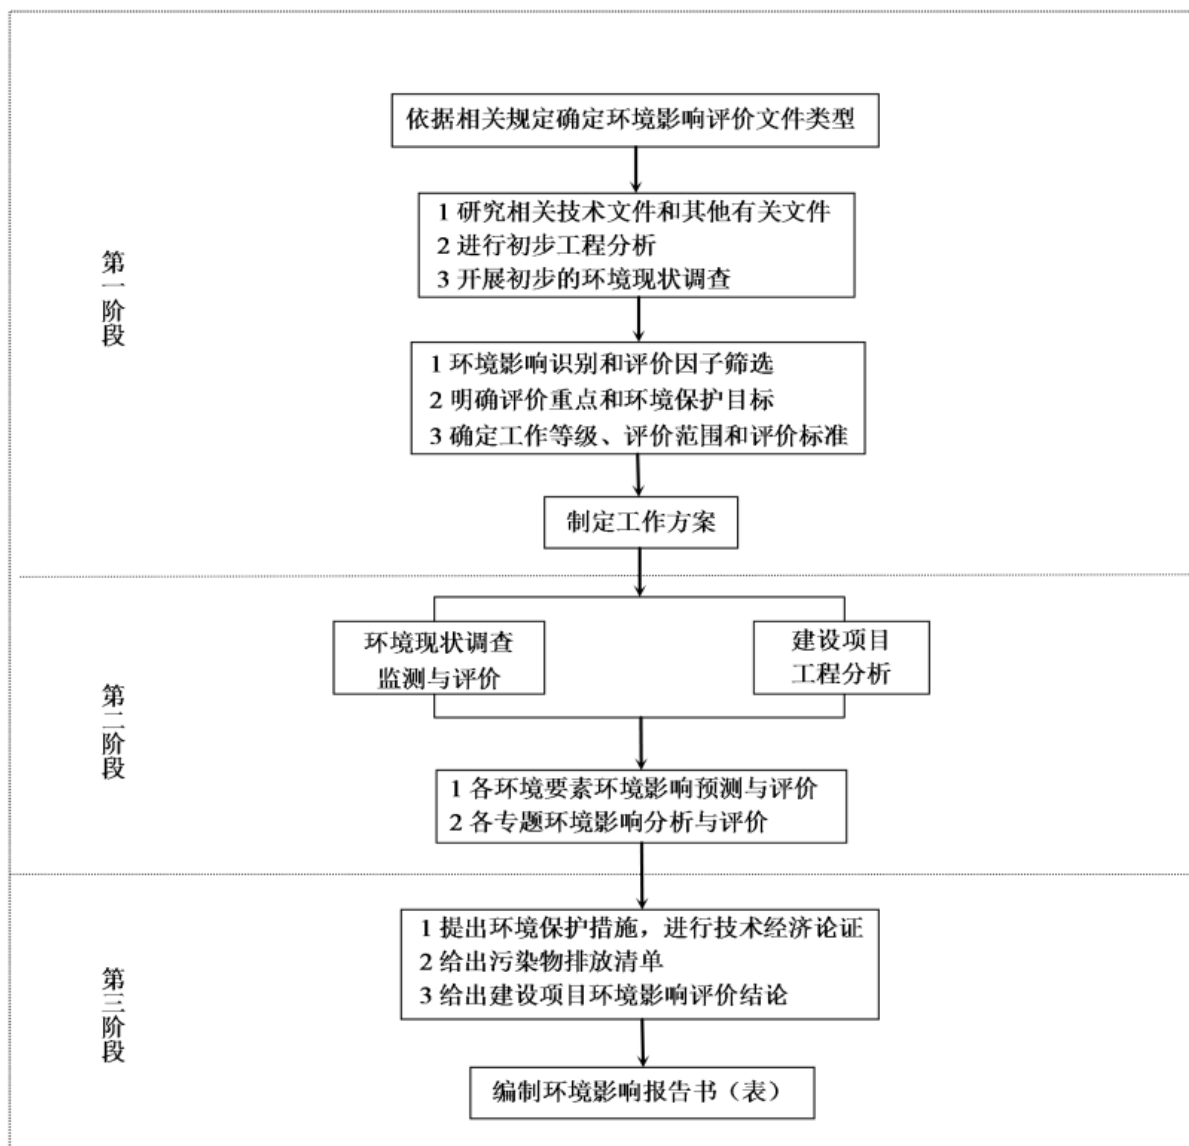 依据相关规定确定环境影响评价文件类型
1 研究相关技术文件和其他有关文件
2 进行初步工程分析
3 开展初步的环境现状调查
第一阶段
1 环境影响识别和评价因子筛选
2 明确评价重点和环境保护目标
3 确定工作等级、评价范围和评价标准
制定工作方案
环境现状调查
监测与评价
建设项目
工程分析
第二阶段
1 各环境要素环境影响预测与评价
2 各专题环境影响分析与评价
1 提出环境保护措施，进行技术经济论证
2 给出污染物排放清单
3 给出建设项目环境影响评价结论
第三阶段
编制环境影响报告书（表）